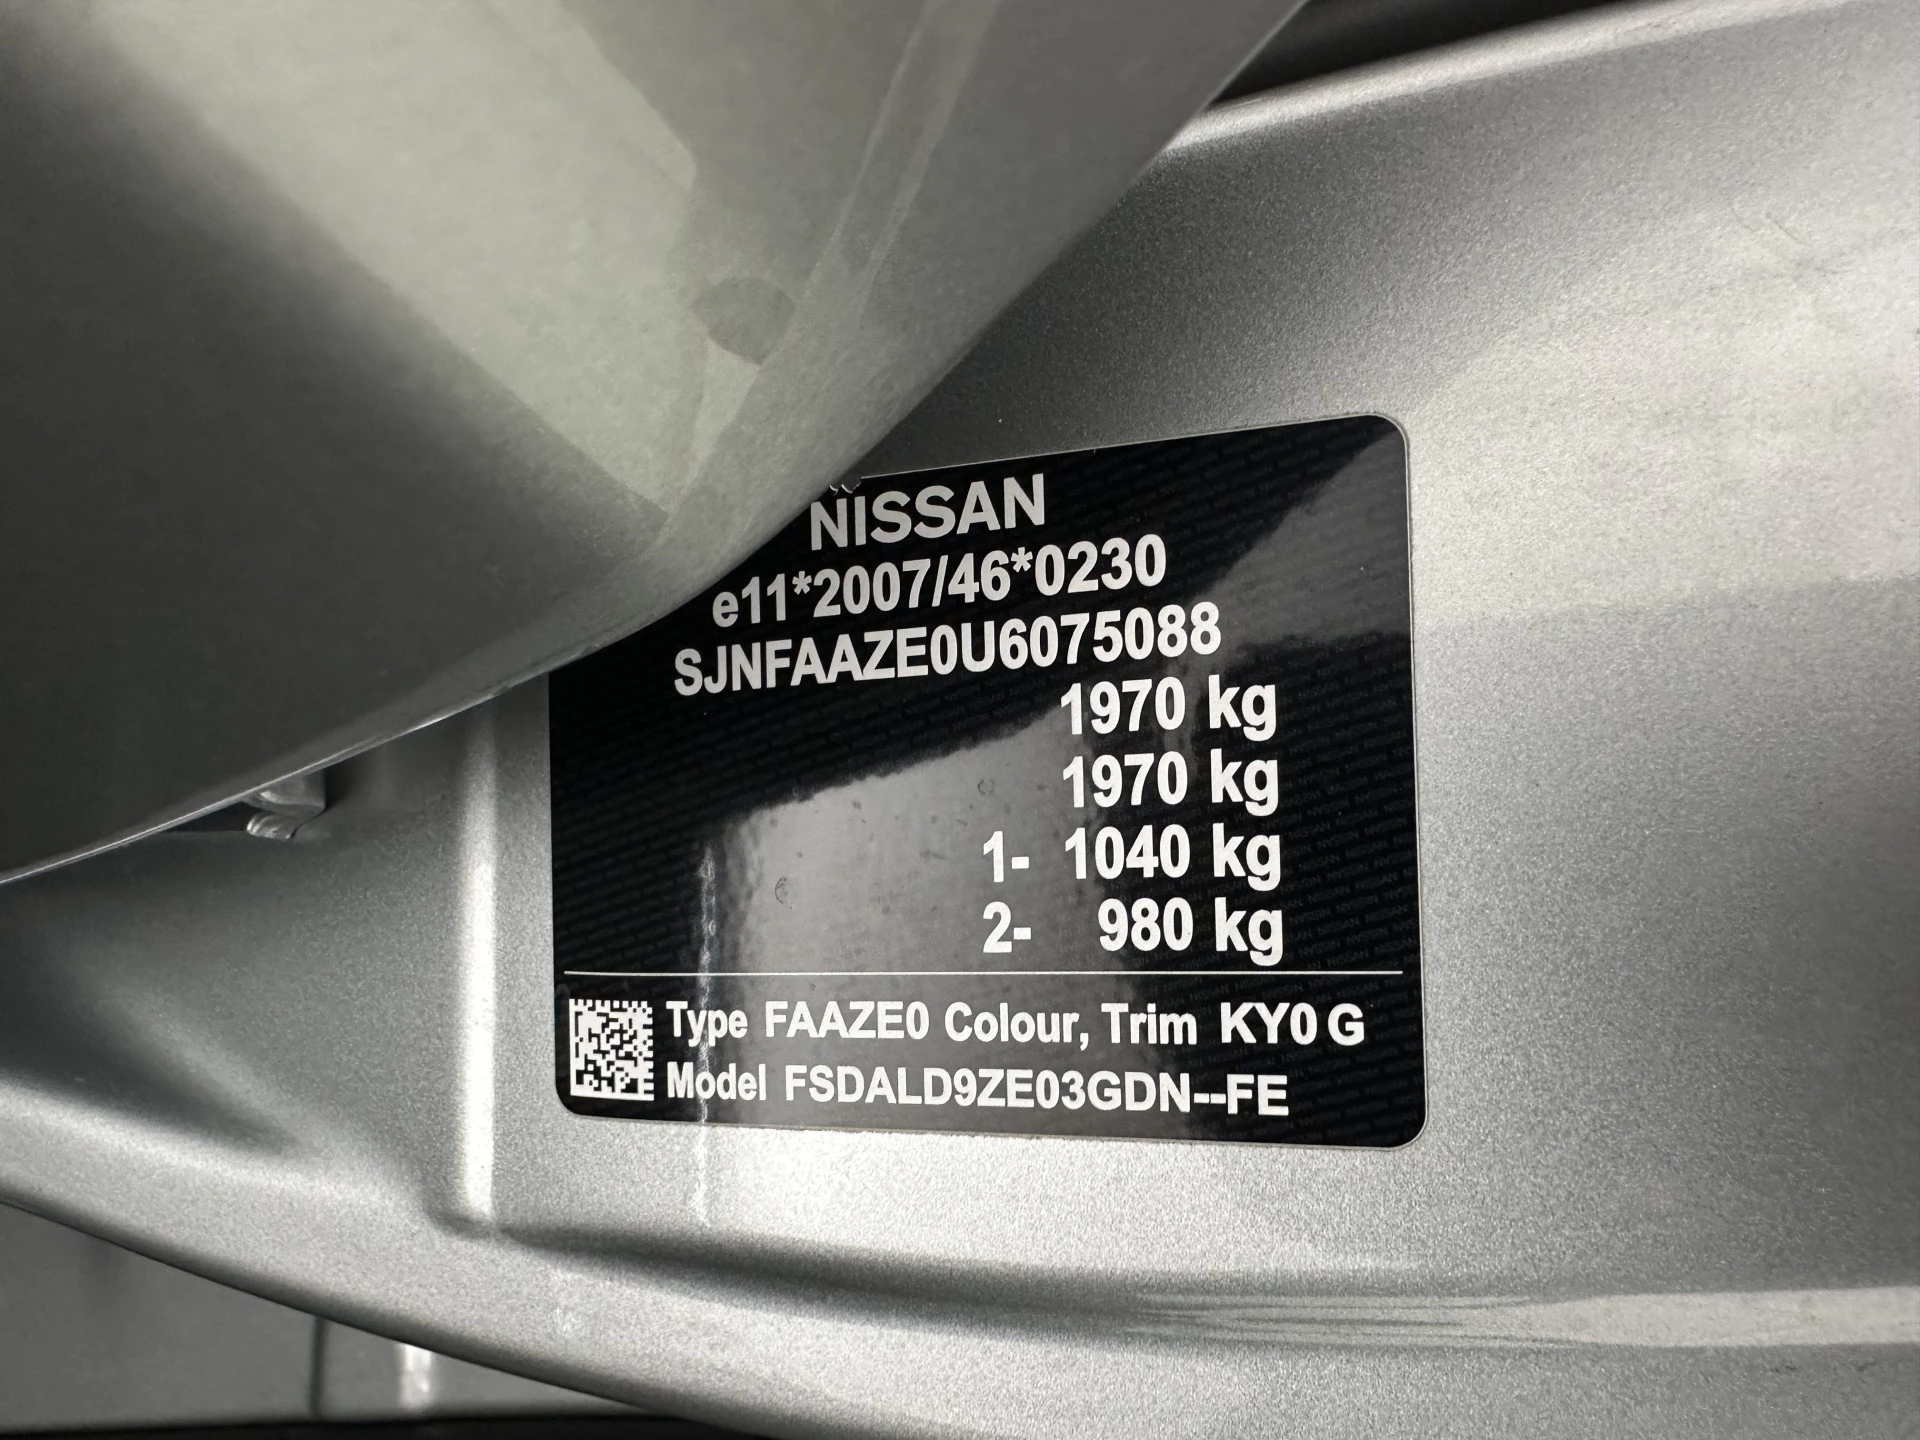 NISSAN
e11*2007/46*0230
SJNFAAZE0U6075088
1970 kg
1970 kg
1- 1040 kg
2- 980 kg
Type FAAZE0 Colour, Trim KY0 G
Model FSDALD9ZE03GDN--FE